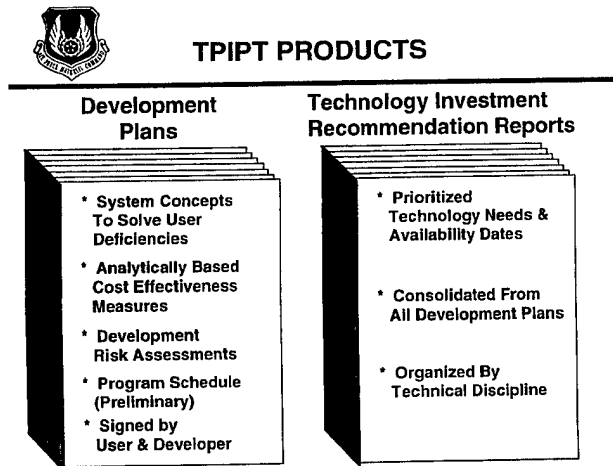 TPIPT PRODUCTS
Development
Plans
* System Concepts
To Solve User
Deficiencies
* Analytically Based
Cost Effectiveness
Measures
* Development
Risk Assessments
* Program Schedule
(Preliminary)
* Signed by
User & Developer
Technology Investment
Recommendation Reports
* Prioritized
Technology Needs &
Availability Dates
* Consolidated From
All Development Plans
* Organized By
Technical Discipline